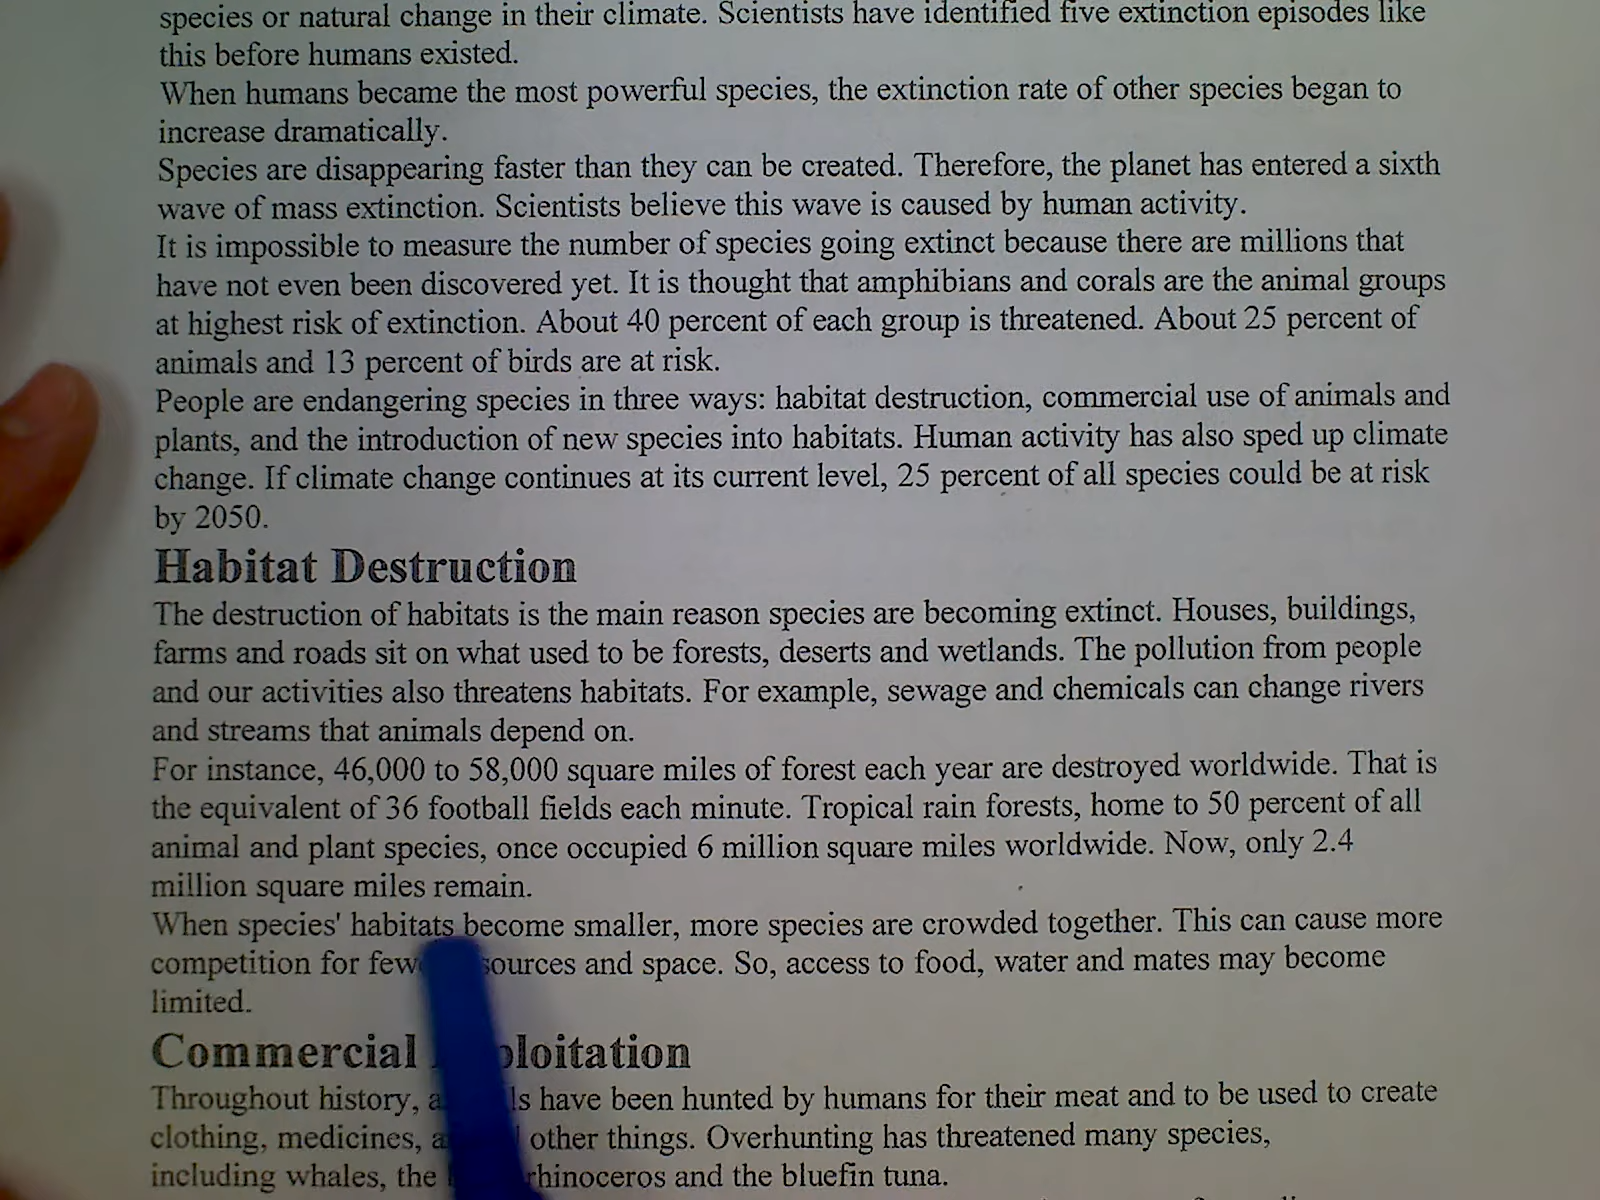 species or natural change in their climate. Scientists have identified five extinction episodes like
this before humans existed.
When humans became the most powerful species, the extinction rate of other species began to
increase dramatically.
Species are disappearing faster than they can be created. Therefore, the planet has entered a sixth
wave of mass extinction. Scientists believe this wave is caused by human activity.
It is impossible to measure the number of species going extinct because there are millions that
have not even been discovered yet. It is thought that amphibians and corals are the animal groups
at highest risk of extinction. About 40 percent of each group is threatened. About 25 percent of
animals and 13 percent of birds are at risk.
People are endangering species in three ways: habitat destruction, commercial use of animals and
plants, and the introduction of new species into habitats. Human activity has also sped up climate
change. If climate change continues at its current level, 25 percent of all species could be at risk
by 2050.
Habitat Destruction
The destruction of habitats is the main reason species are becoming extinct. Houses, buildings,
farms and roads sit on what used to be forests, deserts and wetlands. The pollution from people
and our activities also threatens habitats. For example, sewage and chemicals can change rivers
and streams that animals depend on.
For instance, 46,000 to 58,000 square miles of forest each year are destroyed worldwide. That is
the equivalent of 36 football fields each minute. Tropical rain forests, home to 50 percent of all
animal and plant species, once occupied 6 million square miles worldwide. Now, only 2.4
million square miles remain.
When species' habitats become smaller, more species are crowded together. This can cause more
competition for and space. So, access to food, water and mates may become
limited.
Commercial
Throughout history, have been hunted by humans for their meat and to be used to create
clothing, medicines, other things. Overhunting has threatened many species,
including whales, the rhinoceros and the bluefin tuna.